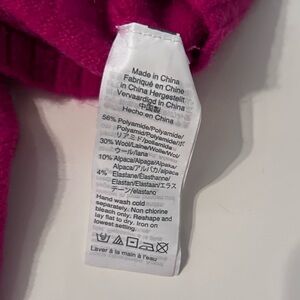 Made in China
Fabriqué en Chine
in China Hergestellt
Vervaardigd in China
中国製
Hecho en China
56% Polyamide/Polyamide/
Polyamid/Polyamide/ポ
リアミド/poliamida
30% Wool/Laine/Wolle/Wol/
ウール/lana
10% Alpaca/Alpaga/Alpaka/
Alpaca/アルパカ/alpaca
4% Elastane/Élasthanne/
Elastan/Elastaan/エラス
テーン/elastano
Hand wash cold
separately. Non chlorine
bleach only. Reshape and
lay flat to dry. Iron on
lowest setting.
Laver à la main à l'eau